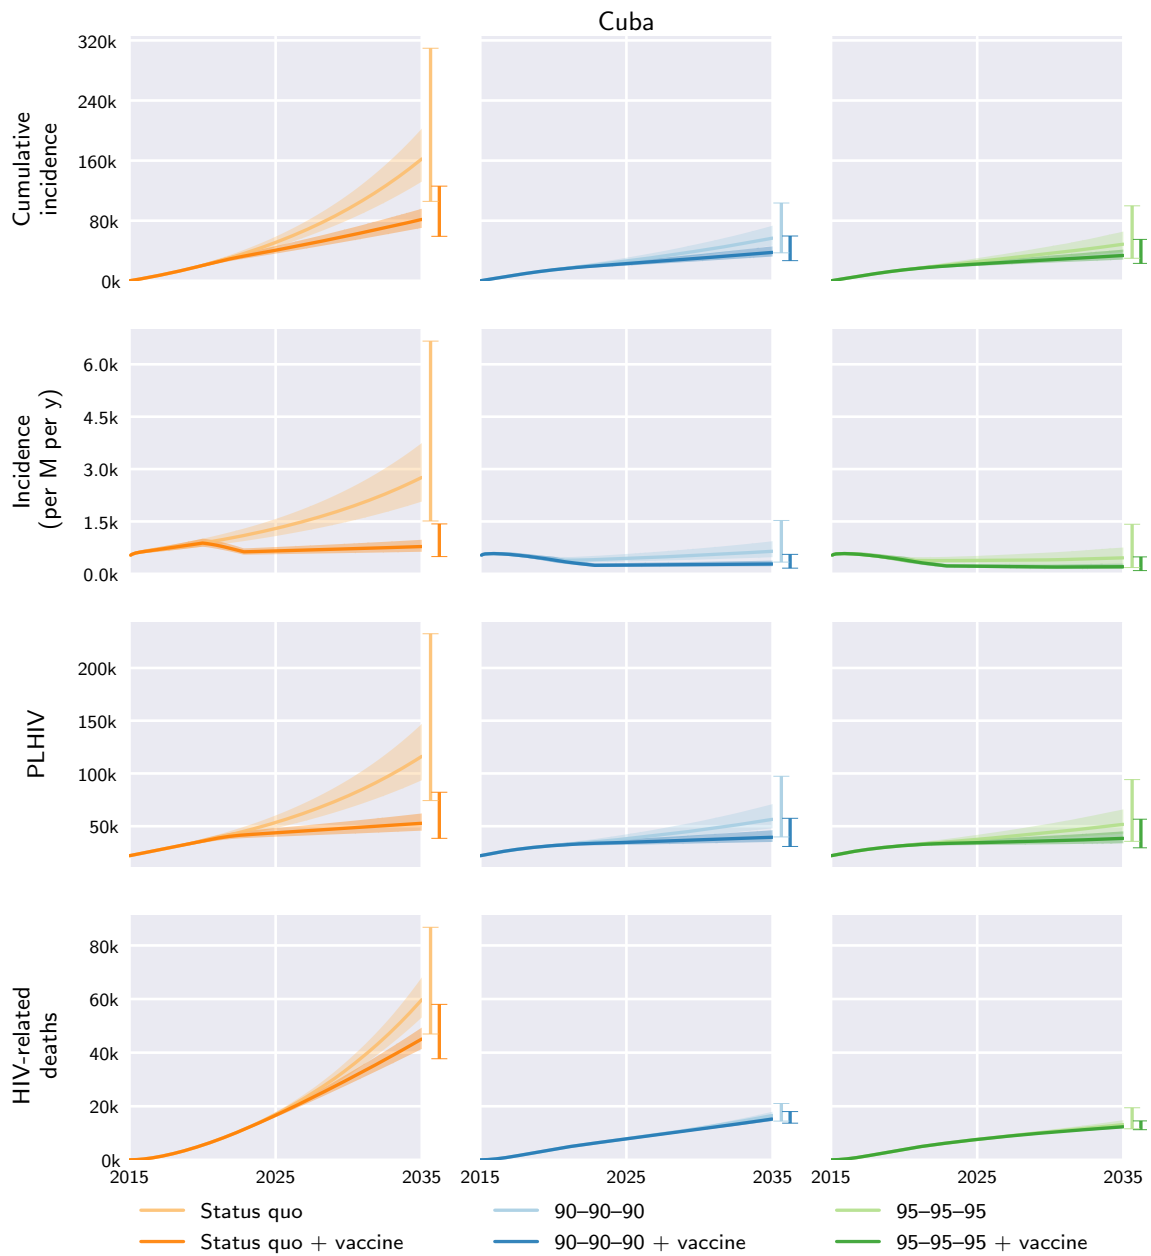 Cuba
Cumulative
incidence
320k
240k
160k
80k
0k
Incidence
(per M per y)
6.0k
4.5k
3.0k
1.5k
0.0k
PLHIV
200k
150k
100k
50k
HIV-related
deaths
80k
60k
40k
20k
0k
2015 2025 2035 2015 2025 2035 2015 2025 2035
Status quo 90–90–90 95–95–95
Status quo + vaccine 90–90–90 + vaccine 95–95–95 + vaccine